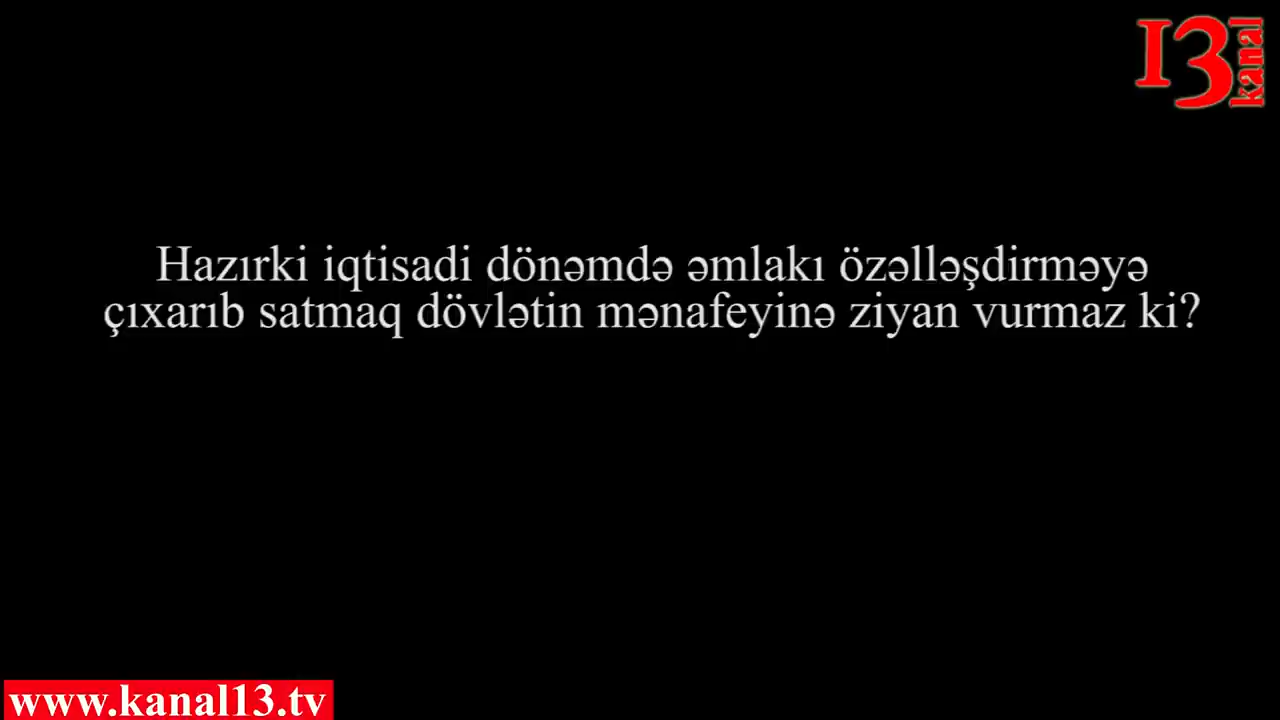 13 kanal
Hazırki iqtisadi dönəmdə əmlakı özəlləşdirməyə
çıxarıb satmaq dövlətin mənafeyinə ziyan vurmaz ki?
www.kanal13.tv